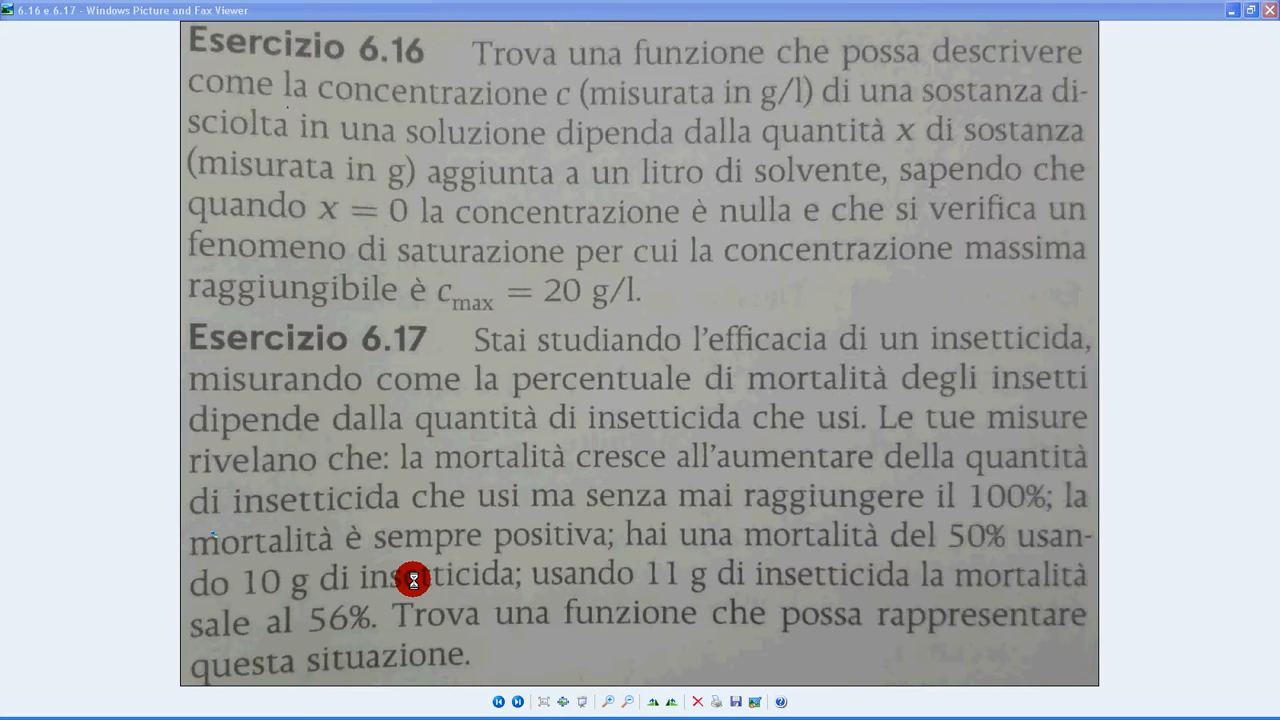 6.16 e 6.17 - Windows Picture and Fax Viewer
Esercizio 6.16 Trova una funzione che possa descrivere
come la concentrazione c (misurata in g/l) di una sostanza di-
sciolta in una soluzione dipenda dalla quantità x di sostanza
(misurata in g) aggiunta a un litro di solvente, sapendo che
quando x = 0 la concentrazione è nulla e che si verifica un
fenomeno di saturazione per cui la concentrazione massima
raggiungibile è cmax = 20 g/l.
Esercizio 6.17 Stai studiando l'efficacia di un insetticida,
misurando come la percentuale di mortalità degli insetti
dipende dalla quantità di insetticida che usi. Le tue misure
rivelano che: la mortalità cresce all'aumentare della quantità
di insetticida che usi ma senza mai raggiungere il 100%; la
mortalità è sempre positiva; hai una mortalità del 50% usan-
do 10 g di insetticida; usando 11 g di insetticida la mortalità
sale al 56%. Trova una funzione che possa rappresentare
questa situazione.